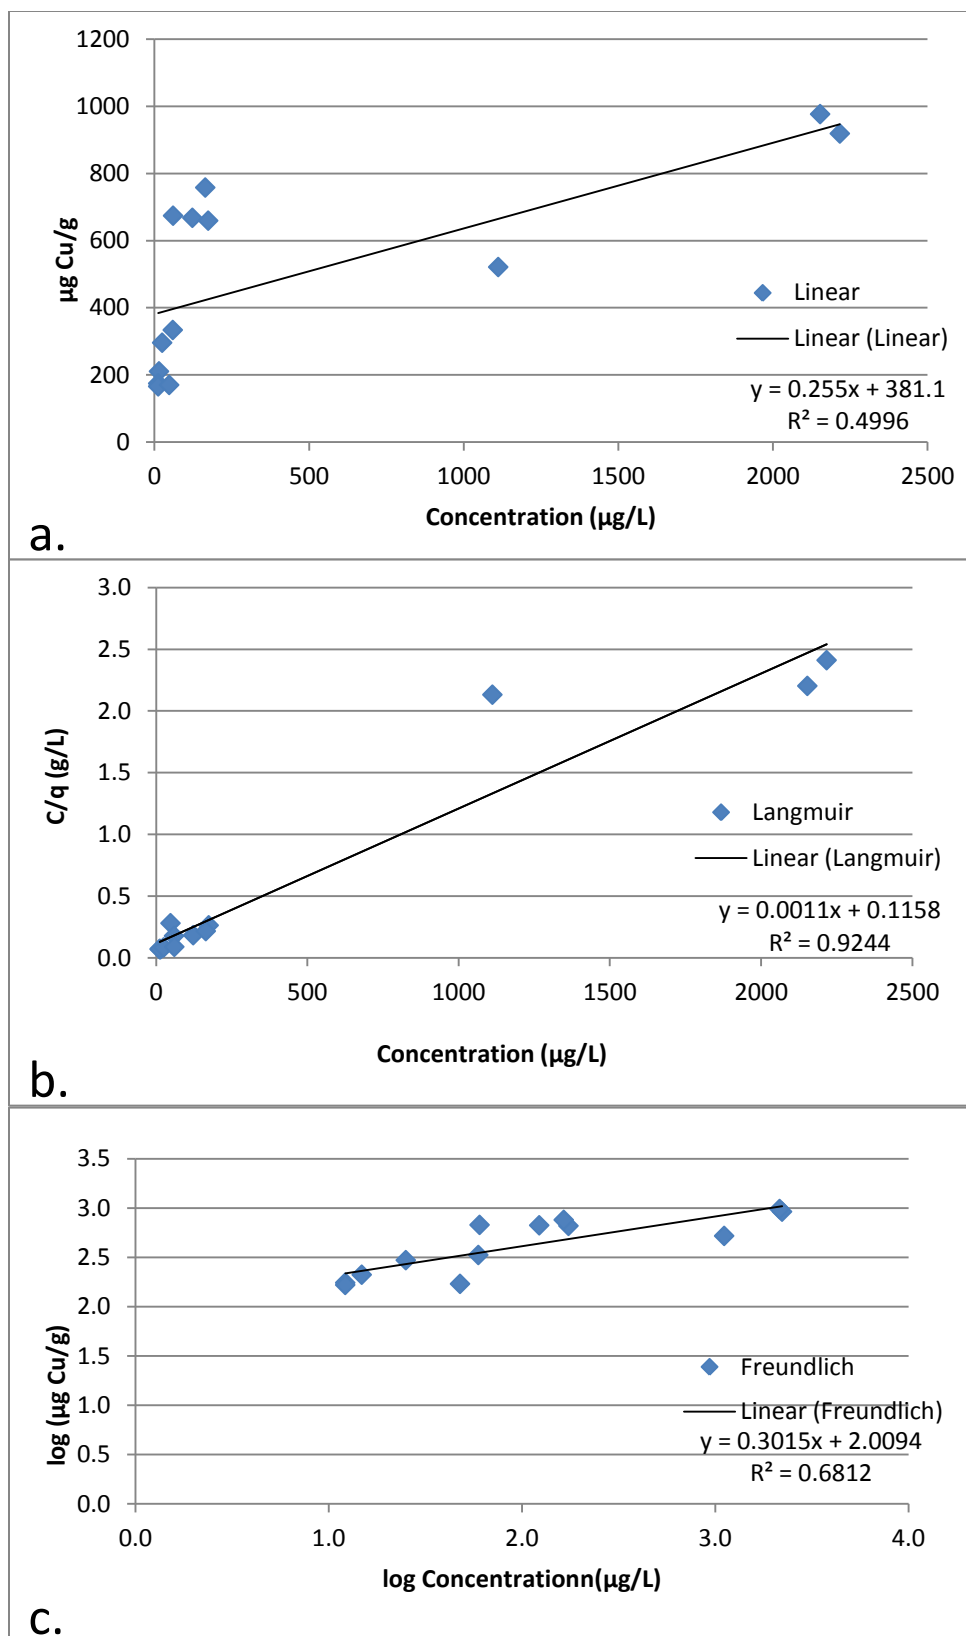 1200
1000
800
600
400
200
0
µg Cu/g
Linear
Linear (Linear)
y = 0.255x + 381.1
R² = 0.4996
0 500 1000 1500 2000 2500
Concentration (µg/L)
a.
3.0
2.5
2.0
1.5
1.0
0.5
0.0
C/q (g/L)
Langmuir
Linear (Langmuir)
y = 0.0011x + 0.1158
R² = 0.9244
0 500 1000 1500 2000 2500
Concentration (µg/L)
b.
3.5
3.0
2.5
2.0
1.5
1.0
0.5
0.0
log (µg Cu/g)
Freundlich
Linear (Freundlich)
y = 0.3015x + 2.0094
R² = 0.6812
0.0 1.0 2.0 3.0 4.0
log Concentrationn(µg/L)
c.